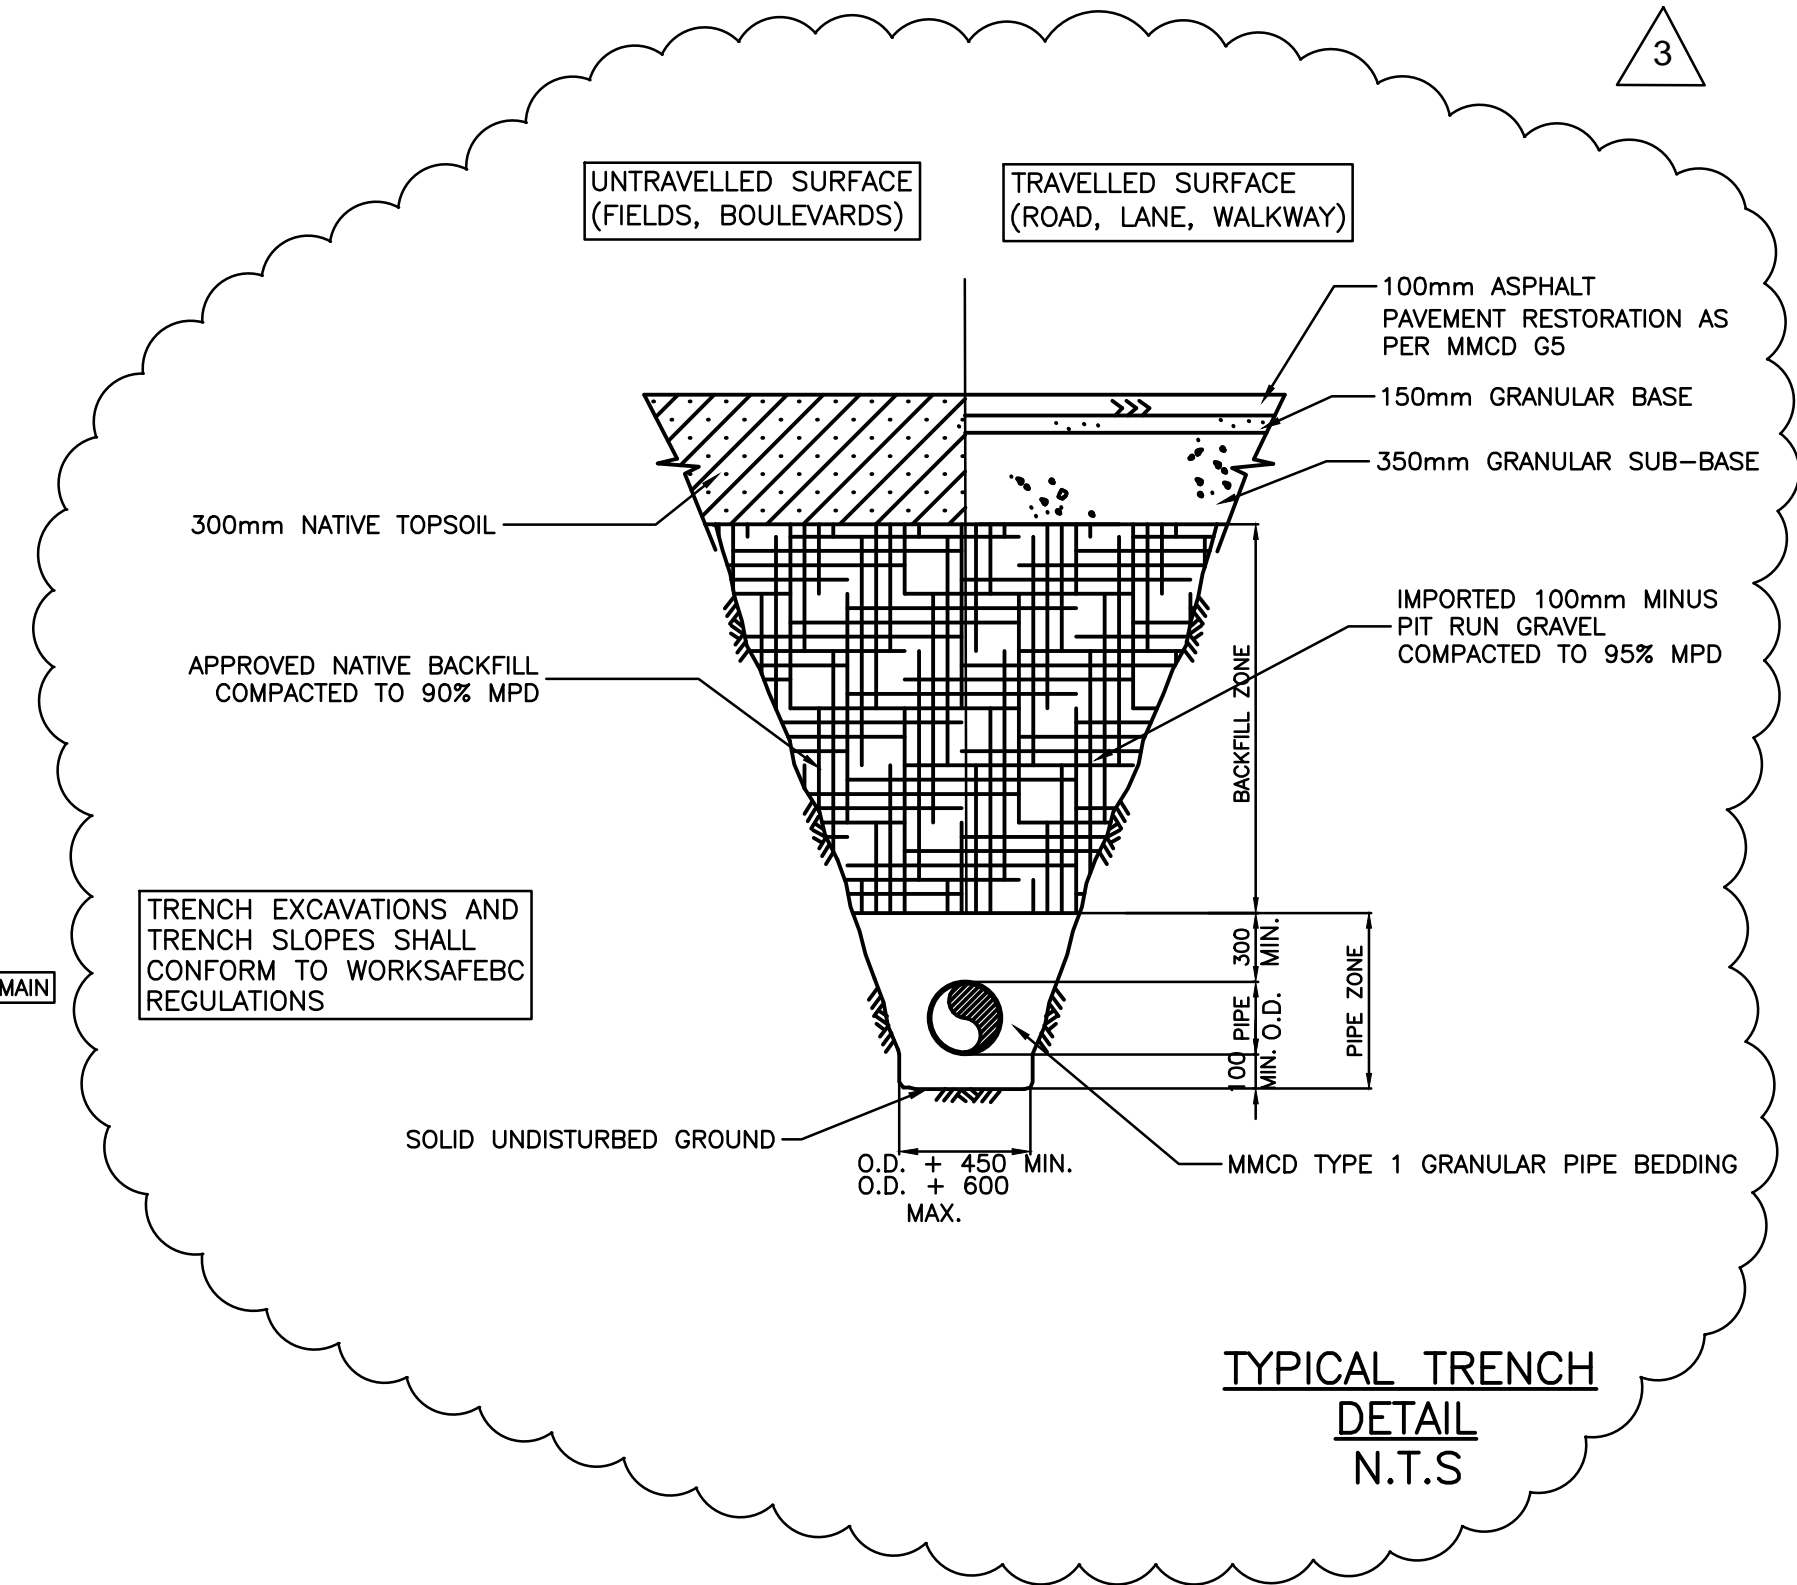 3
UNTRAVELLED SURFACE
(FIELDS, BOULEVARDS)
TRAVELLED SURFACE
(ROAD, LANE, WALKWAY)
100mm ASPHALT
PAVEMENT RESTORATION AS
PER MMCD G5
150mm GRANULAR BASE
350mm GRANULAR SUB-BASE
300mm NATIVE TOPSOIL
IMPORTED 100mm MINUS
PIT RUN GRAVEL
COMPACTED TO 95% MPD
APPROVED NATIVE BACKFILL
COMPACTED TO 90% MPD
BACKFILL ZONE
TRENCH EXCAVATIONS AND
TRENCH SLOPES SHALL
CONFORM TO WORKSAFEBC
REGULATIONS
MAIN
300
MIN.
PIPE
O.D.
100
MIN.
PIPE ZONE
SOLID UNDISTURBED GROUND
O.D. + 450 MIN.
O.D. + 600
MAX.
MMCD TYPE 1 GRANULAR PIPE BEDDING
TYPICAL TRENCH
DETAIL
N.T.S